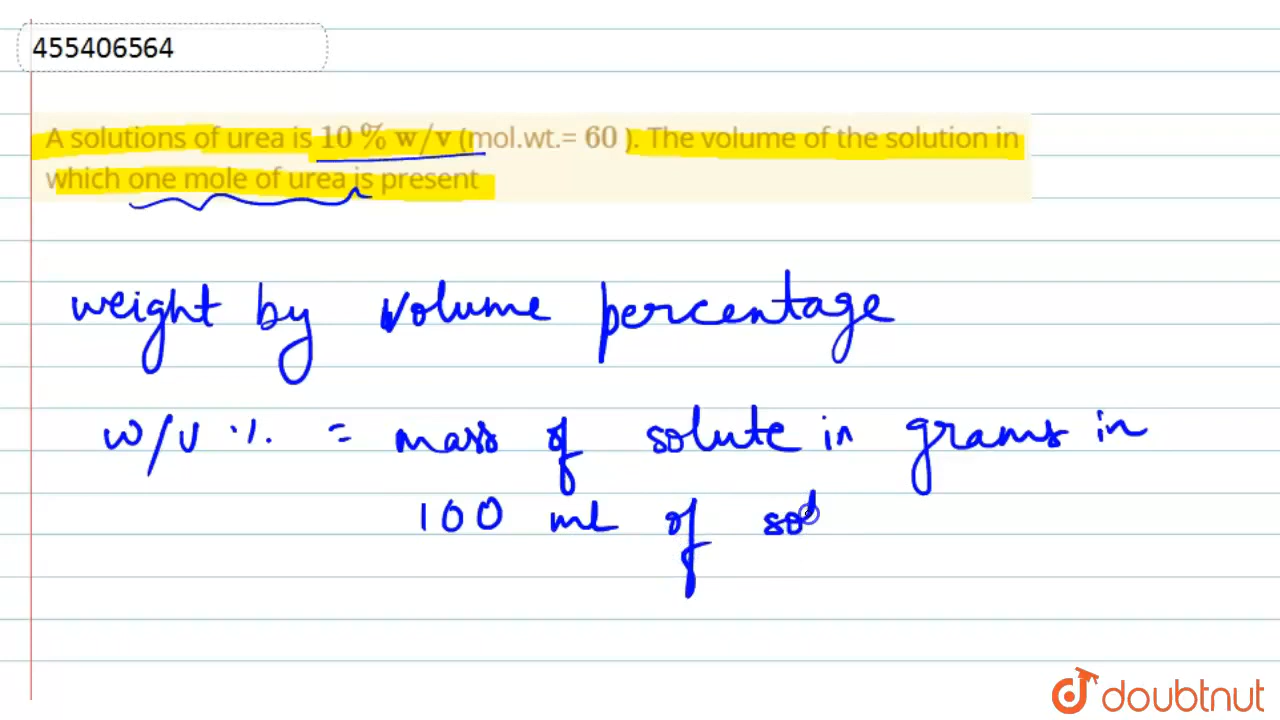 455406564
A solutions of urea is 10 % w/v (mol.wt.= 60 ). The volume of the solution in
which one mole of urea is present
weight by volume percentage
w/v % = mass of solute in grams in
100 ml of sol
doubtnut